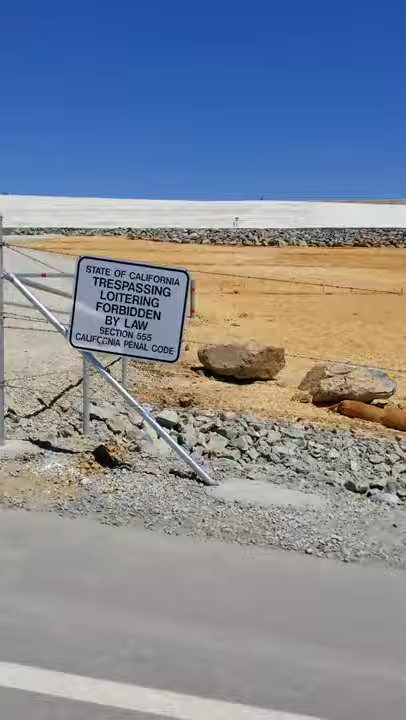 STATE OF CALIFORNIA
TRESPASSING
LOITERING
FORBIDDEN
BY LAW
SECTION 555
CALIFORNIA PENAL CODE